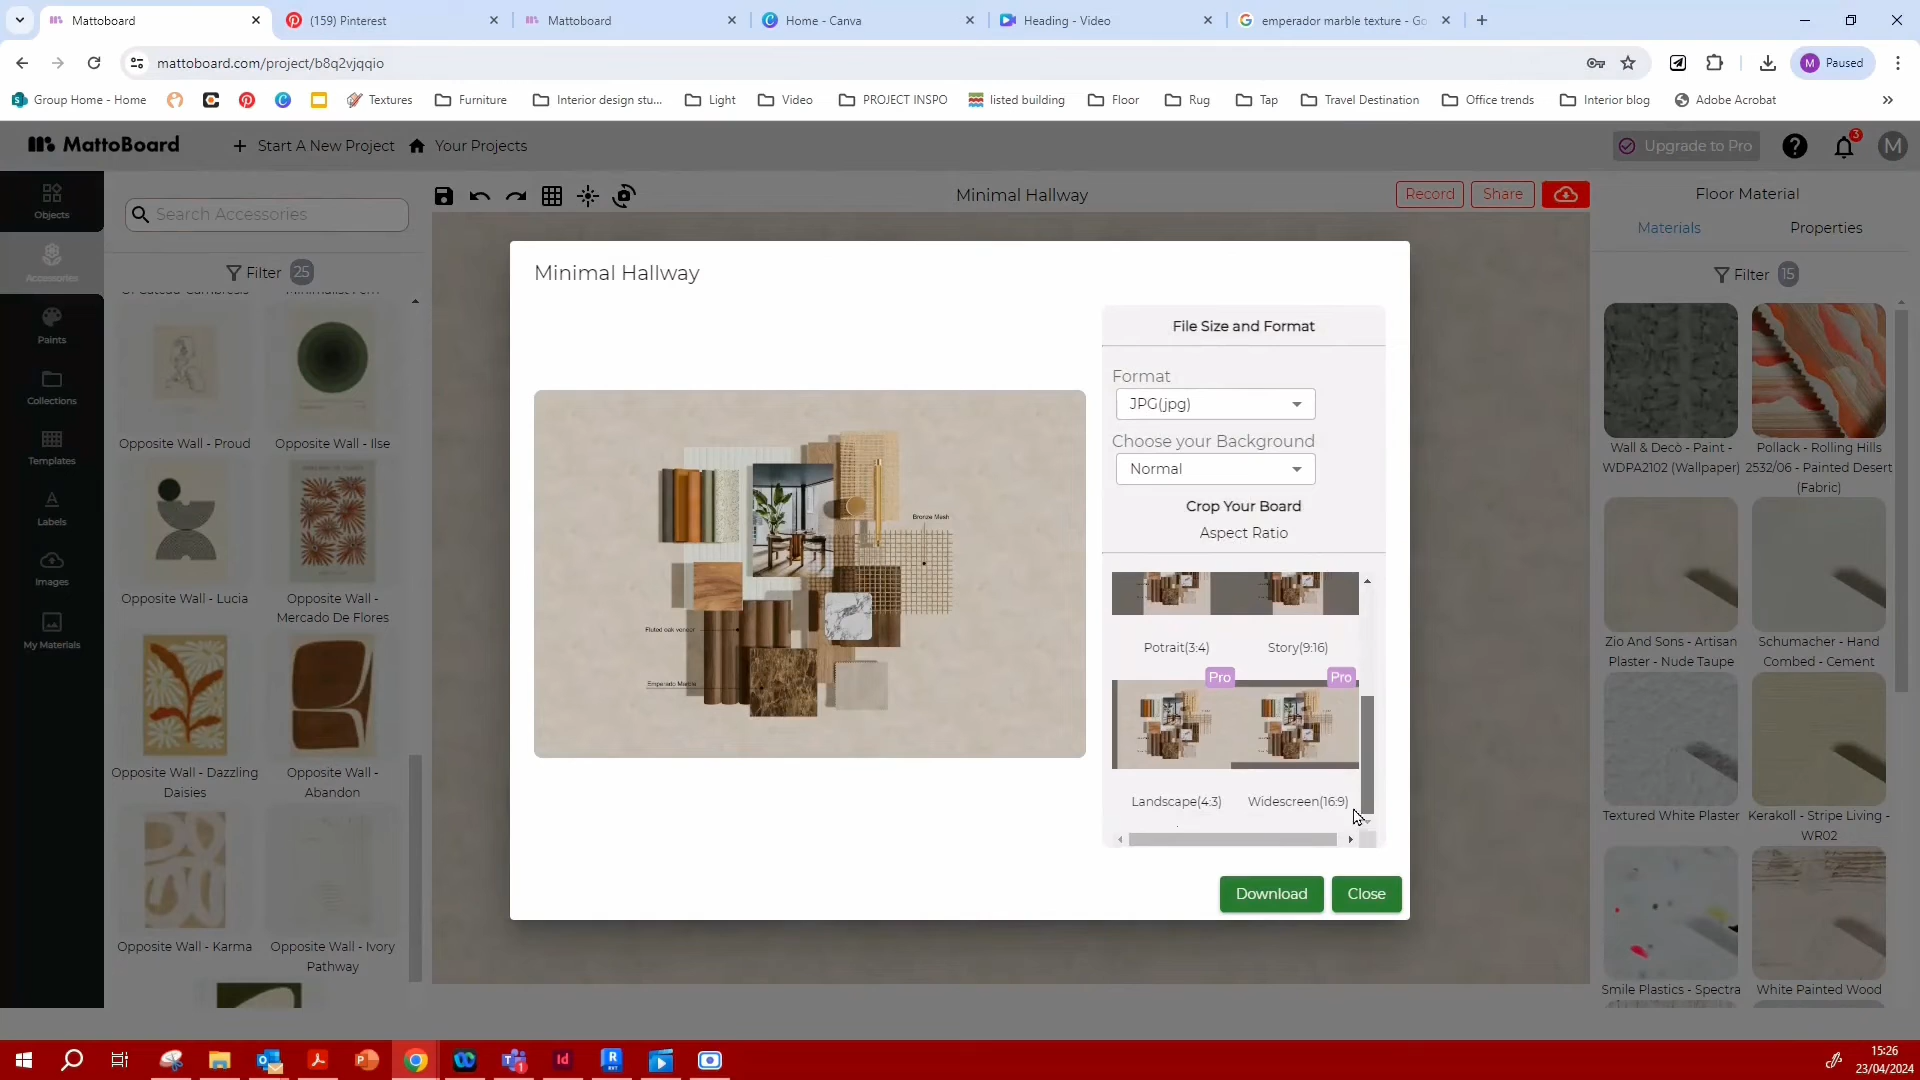 Mattoboard
(159) Pinterest
Mattoboard
Home - Canva
Heading - Video
emperador marble texture - Go
mattoboard.com/project/b8q2vjqqio
M Paused
Group Home - Home
Textures
Furniture
Interior design stu...
Light
Video
PROJECT INSPO
listed building
Floor
Rug
Tap
Travel Destination
Office trends
Interior blog
Adobe Acrobat
MattoBoard
Start A New Project
Your Projects
Upgrade to Pro
3
M
Objects
Accessories
Paints
Collections
Templates
Labels
Images
My Materials
Search Accessories
Filter 25
Opposite Wall - Proud
Opposite Wall - Ilse
Opposite Wall - Lucia
Opposite Wall -
Mercado De Flores
Opposite Wall - Dazzling
Daisies
Opposite Wall -
Abandon
Opposite Wall - Karma
Opposite Wall - Ivory
Pathway
Minimal Hallway
Record
Share
Minimal Hallway
Bronze Mesh
Fluted oak veneer
File Size and Format
Format
JPG(jpg)
Choose your Background
Normal
Crop Your Board
Aspect Ratio
Potrait(3:4)
Story(9:16)
Pro
Pro
Landscape(4:3)
Widescreen(16:9)
Download
Close
Floor Material
Materials
Properties
Filter 15
Wall & Decò - Paint -
WDPA2102 (Wallpaper)
Pollack - Rolling Hills
2532/06 - Painted Desert
(Fabric)
Zio And Sons - Artisan
Plaster - Nude Taupe
Schumacher - Hand
Combed - Cement
Textured White Plaster
Kerakoll - Stripe Living -
WR02
Smile Plastics - Spectra
White Painted Wood
15:26
23/04/2024